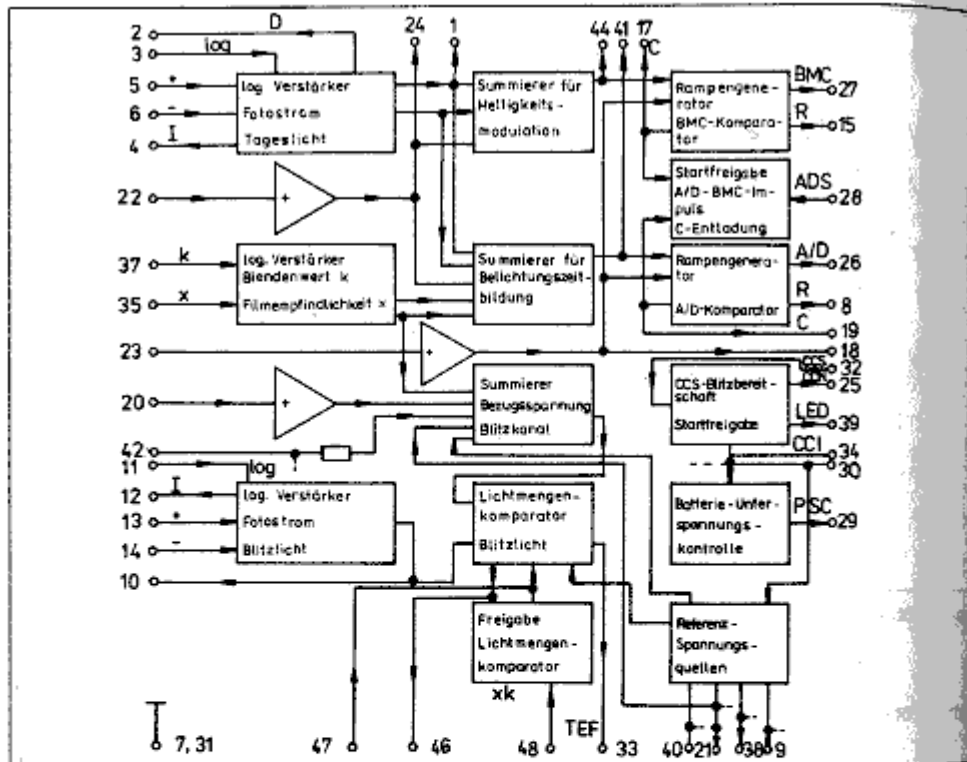 2 D 24 1 44 41 17
3 log C
5 + log Verstärker Summierer für Rampengene- BMC
6 - Fotostrom Helligkeits- rator 27
4 I Tageslicht modulation BMC-Kompara- R
tor 15
Startfreigabe
22 + A/D-BMC-Im- ADS
puls 28
C-Entladung
37 k log. Verstärker Summierer für Rampengenera- A/D
Blendenwert k Belichtungszeit- tor 26
35 x Filmempfindlichkeit x bildung A/D-Komparator R
8
C
19
23 + 18
CCS 32
Summierer CCS-Blitzbereit- 25
20 + Bezugsspannung schaft LED
Blitzkanal Startfreigabe 39
42 CCI
34
11 log 30
12 I log. Verstärker Lichtmengen- Batterie-Unter- PSC
13 + Fotostrom komparator spannungs- 29
14 - Blitzlicht Blitzlicht kontrolle
10
Freigabe Referenz-
Lichtmengen- Spannungs-
komparator quellen
xk
TEF
7, 31 47 46 48 33 40 21 38 9